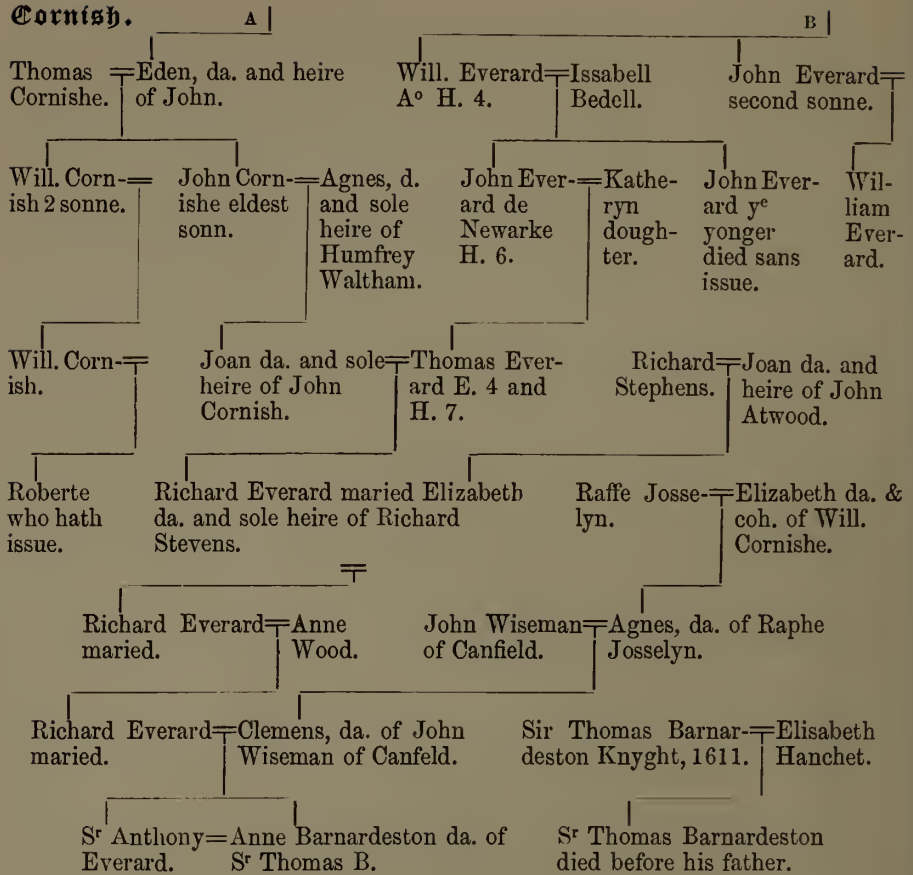 Cornish.
A
B
Thomas
Cornishe.
Eden, da. and heire
of John.
Will. Everard
Aº H. 4.
Issabell
Bedell.
John Everard
second sonne.
Will. Corn-
ish 2 sonne.
John Corn-
ishe eldest
sonn.
Agnes, d.
and sole
heire of
Humfrey
Waltham.
John Ever-
ard de
Newarke
H. 6.
Kathe-
ryn
dough-
ter.
John Ever-
ard yᵉ
yonger
died sans
issue.
Wil-
liam
Ever-
ard.
Will. Corn-
ish.
Joan da. and sole
heire of John
Cornish.
Thomas Ever-
ard E. 4 and
H. 7.
Richard
Stephens.
Joan da. and
heire of John
Atwood.
Roberte
who hath
issue.
Richard Everard maried Elizabeth
da. and sole heire of Richard
Stevens.
Raffe Josse-
lyn.
Elizabeth da. &
coh. of Will.
Cornishe.
Richard Everard
maried.
Anne
Wood.
John Wiseman
of Canfield.
Agnes, da. of Raphe
Josselyn.
Richard Everard
maried.
Clemens, da. of John
Wiseman of Canfeld.
Sir Thomas Barnar-
deston Knyght, 1611.
Elisabeth
Hanchet.
Sʳ Anthony
Everard.
Anne Barnardeston da. of
Sʳ Thomas B.
Sʳ Thomas Barnardeston
died before his father.